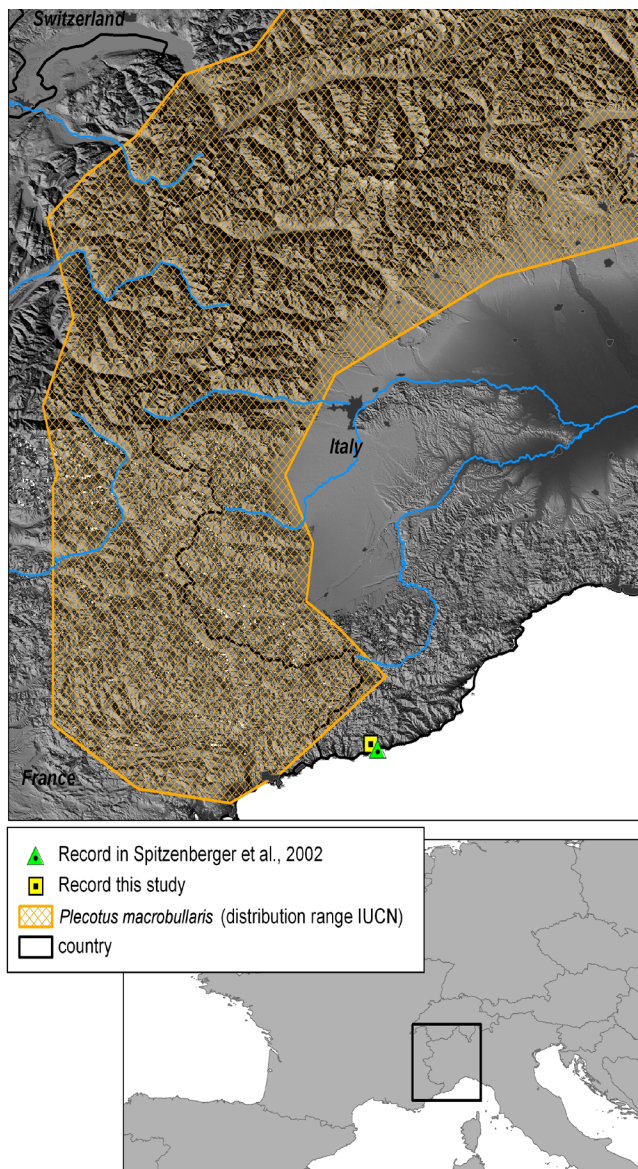 Switzerland
Italy
France
Record in Spitzenberger et al., 2002
Record this study
Plecotus macrobullaris (distribution range IUCN)
country